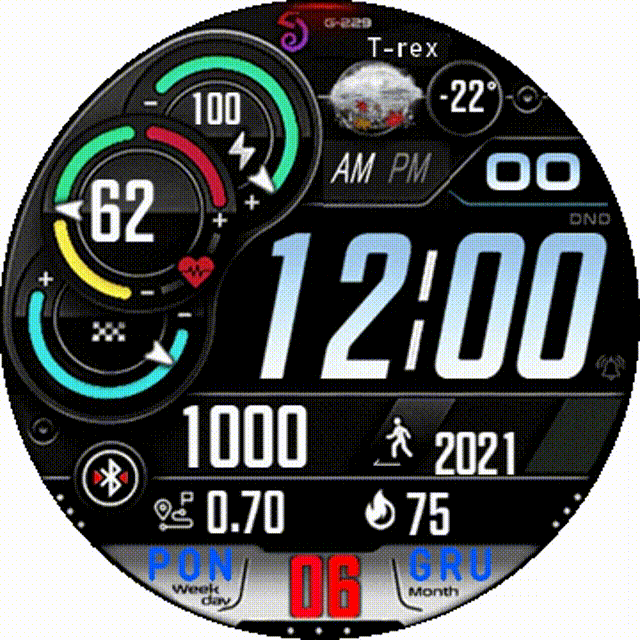 G-229
T-rex
100
-22°
AM PM
00
62
DND
12:00
1000
2021
0.70
75
PON
Week
day
06
GRU
Month